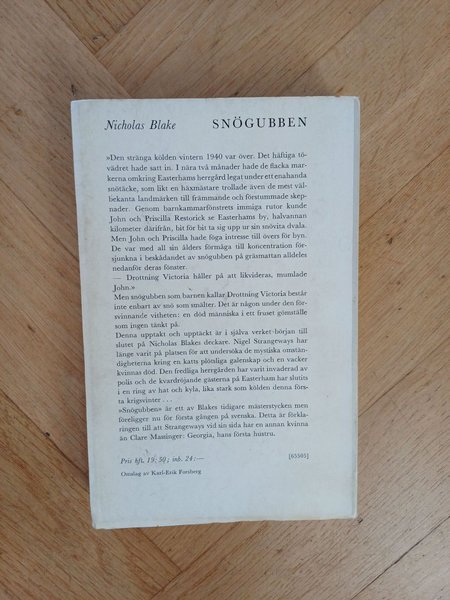 Nicholas Blake SNÖGUBBEN
»Den stränga kölden vintern 1940 var över. Det häftiga tö-
vädret hade satt in. I nära två månader hade de flacka mar-
kerna omkring Easterhams herrgård legat under ett enahanda
snötäcke, som likt en häxmästare trollade även de mest väl-
bekanta landmärken till främmande och förstummade skep-
nader. Genom barnkammarfönstrets immiga rutor kunde
John och Priscilla Restorick se Easterhams by, halvannan
kilometer därifrån, bit för bit ta sig upp ur sin snövita dvala.
Men John och Priscilla hade föga intresse till övers för byn.
De var med all sin ålders förmåga till koncentration för-
sjunkna i beskådandet av snögubben på gräsmattan alldeles
nedanför deras fönster.
— Drottning Victoria håller på att likvideras, mumlade
John.»
Men snögubben som barnen kallar Drottning Victoria består
inte enbart av snö som smälter. Det är någon under den för-
svinnande vitheten: en död människa i ett fruset gömställe
som ingen tänkt på.
Denna upptakt och upptäckt är i själva verket början till
slutet på Nicholas Blakes deckare. Nigel Strangeways har
länge varit på platsen för att undersöka de mystiska omstän-
digheterna kring en katts plötsliga galenskap och en vacker
kvinnas död. Den fredliga herrgården har varit invaderad av
polis och de kvardröjande gästerna på Easterham har slutits
i en ring av hat och kyla, lika stark som kölden denna förs-
ta krigsvinter . . .
»Snögubben» är ett av Blakes tidigare mästerstycken men
föreligger nu för första gången på svenska. Detta är förkla-
ringen till att Strangeways vid sin sida har en annan kvinna
än Clare Massinger: Georgia, hans första hustru.
Pris hft. 19: 50; inb. 24:— [65505]
Omslag av Karl-Erik Forsberg